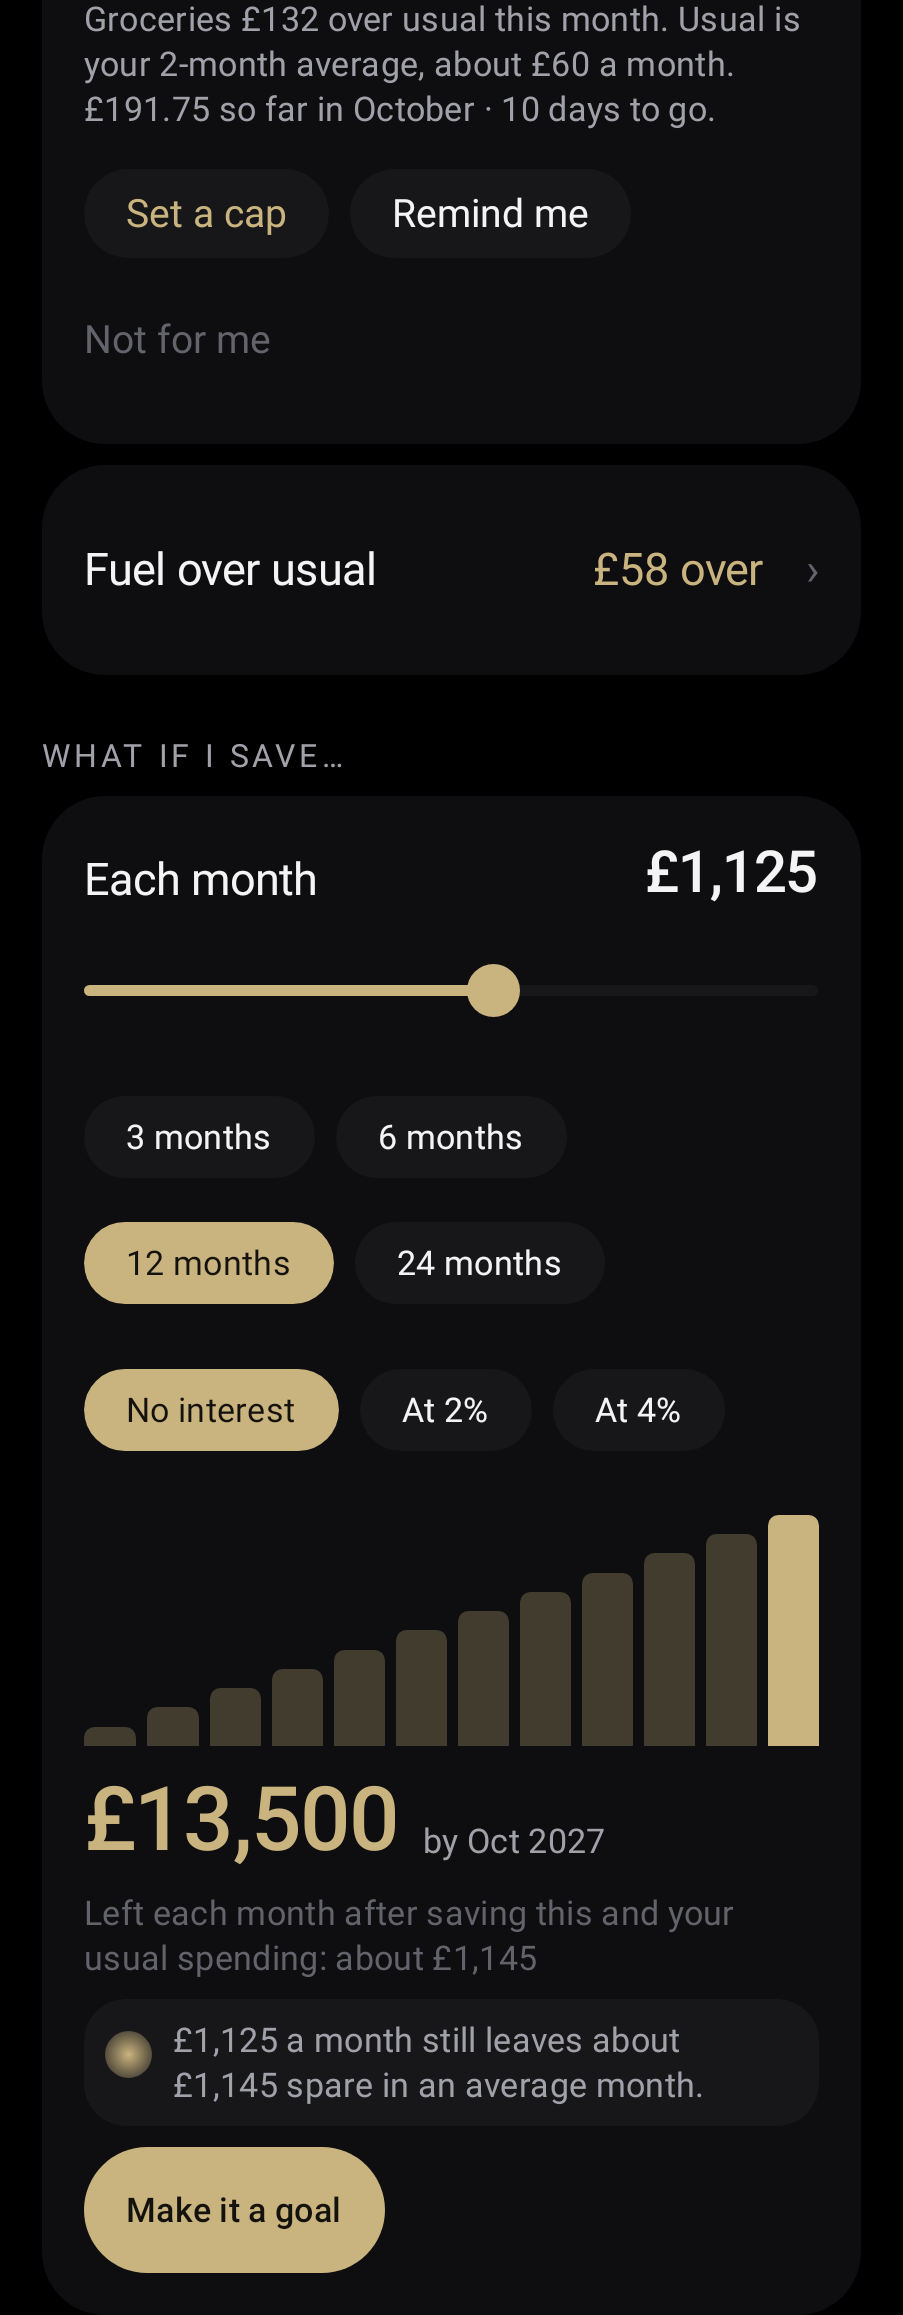 Groceries £132 over usual this month. Usual is
your 2-month average, about £60 a month.
£191.75 so far in October · 10 days to go.
Set a cap
Remind me
Not for me
Fuel over usual
£58 over ›
WHAT IF I SAVE…
Each month
£1,125
3 months
6 months
12 months
24 months
No interest
At 2%
At 4%
£13,500 by Oct 2027
Left each month after saving this and your
usual spending: about £1,145
£1,125 a month still leaves about
£1,145 spare in an average month.
Make it a goal